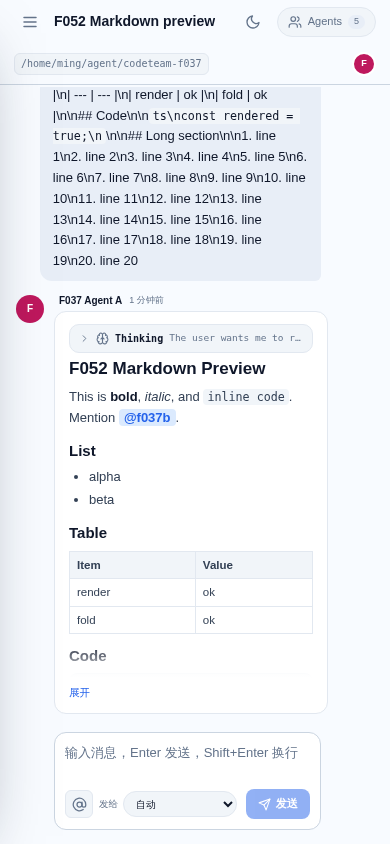 F052 Markdown preview
Agents 5
/home/ming/agent/codeteam-f037
F
|\n| --- | --- |\n| render | ok |\n| fold | ok
|\n\n## Code\n\n ts\nconst rendered =
true;\n \n\n## Long section\n\n1. line
1\n2. line 2\n3. line 3\n4. line 4\n5. line 5\n6.
line 6\n7. line 7\n8. line 8\n9. line 9\n10. line
10\n11. line 11\n12. line 12\n13. line
13\n14. line 14\n15. line 15\n16. line
16\n17. line 17\n18. line 18\n19. line
19\n20. line 20
F
F037 Agent A 1 分钟前
Thinking The user wants me to r…
F052 Markdown Preview
This is bold, italic, and inline code.
Mention @f037b.
List
• alpha
• beta
Table
Item Value
render ok
fold ok
Code
展开
输入消息，Enter 发送，Shift+Enter 换行
发给 自动 发送